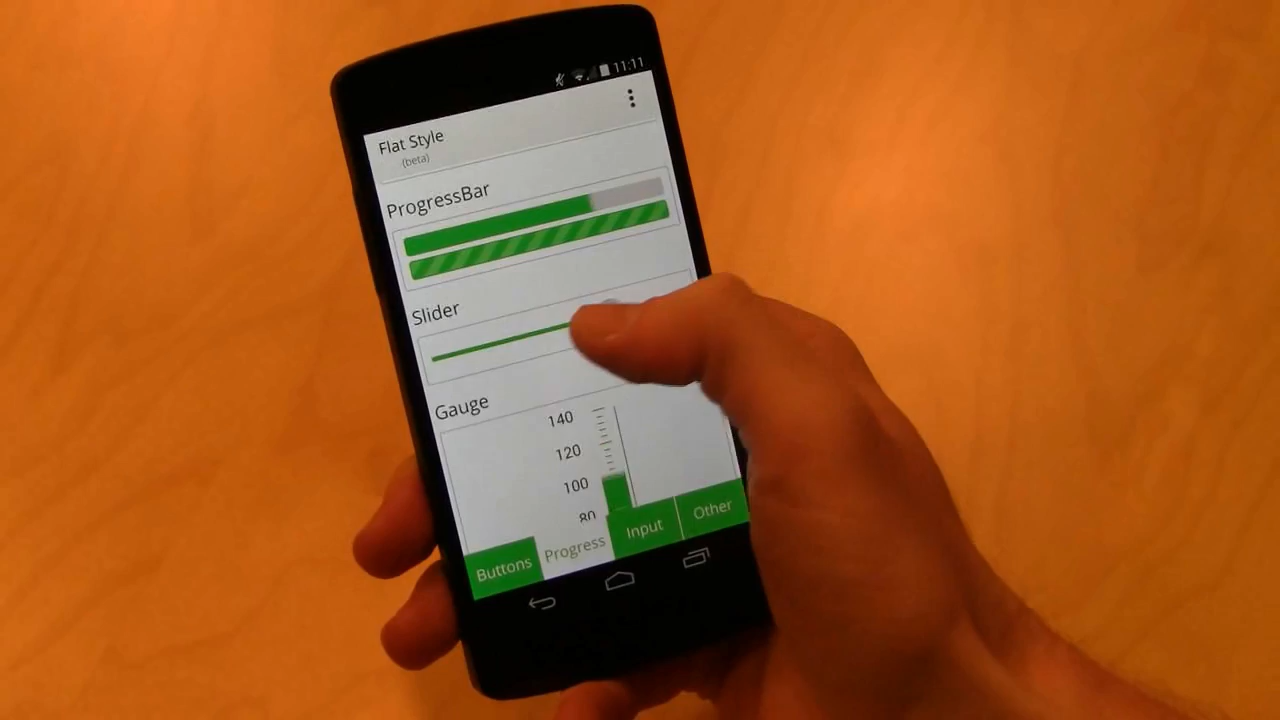 11:11
Flat Style
(beta)
ProgressBar
Slider
Gauge
140
120
100
80
Buttons
Progress
Input
Other